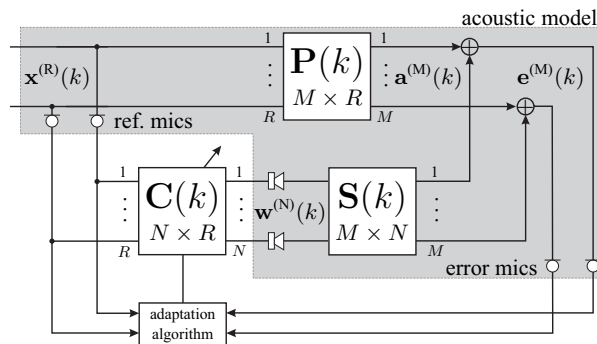 acoustic model
1
1
x^(R)(k)
P(k)
a^(M)(k)
e^(M)(k)
M × R
R
M
ref. mics
1
1
1
C(k)
w^(N)(k)
S(k)
N × R
M × N
R
N
M
error mics
adaptation
algorithm